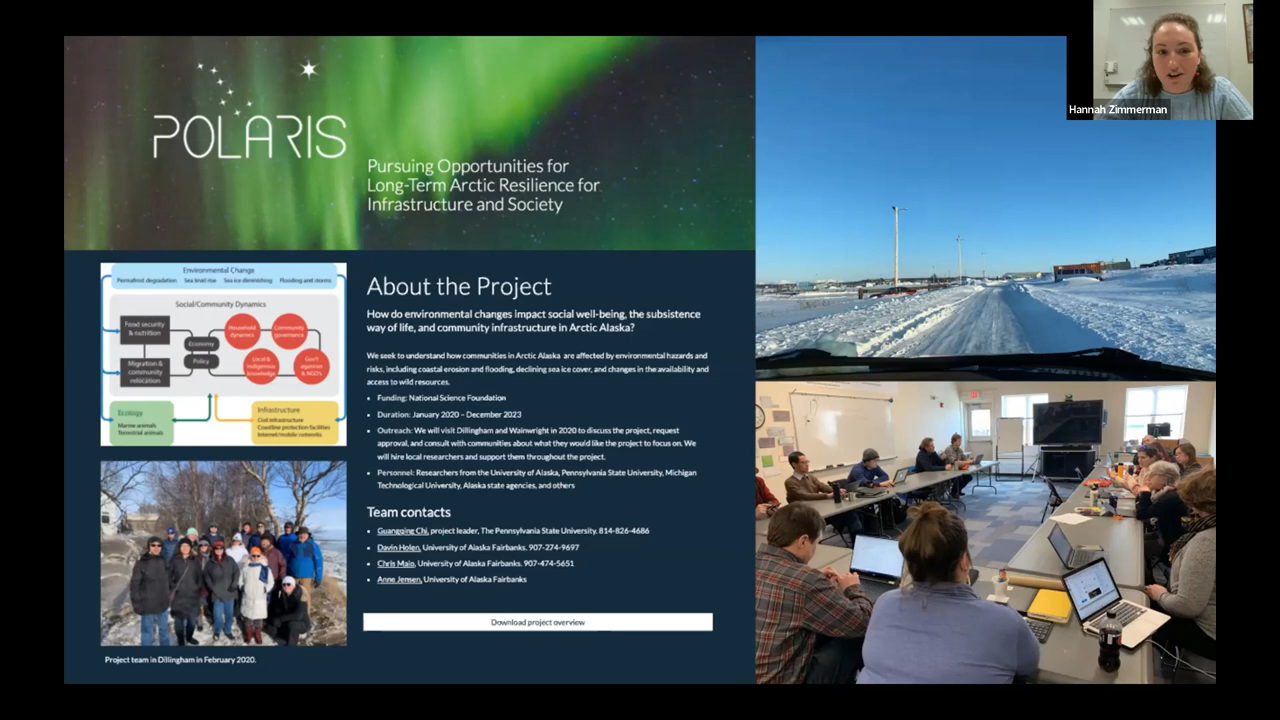 Hannah Zimmerman
POLARIS
Pursuing Opportunities for
Long-Term Arctic Resilience for
Infrastructure and Society
Environmental Change
Permafrost degradation Sea level rise Sea ice diminishing Flooding and storms
Social/Community Dynamics
Food security
& nutrition
Economy
Household
dynamics
Community
governance
Policy
Migration &
community
relocation
Local &
indigenous
knowledge
Gov't
agencies
& NGOs
Ecology
Marine animals
Terrestrial animals
Infrastructure
Civil infrastructure
Coastline protection facilities
Internet/mobile networks
Project team in Dillingham in February 2020.
About the Project
How do environmental changes impact social well-being, the subsistence
way of life, and community infrastructure in Arctic Alaska?
We seek to understand how communities in Arctic Alaska are affected by environmental hazards and
risks, including coastal erosion and flooding, declining sea ice cover, and changes in the availability and
access to wild resources.
• Funding: National Science Foundation
• Duration: January 2020 – December 2023
• Outreach: We will visit Dillingham and Wainwright in 2020 to discuss the project, request
approval, and consult with communities about what they would like the project to focus on. We
will hire local researchers and support them throughout the project.
• Personnel: Researchers from the University of Alaska, Pennsylvania State University, Michigan
Technological University, Alaska state agencies, and others
Team contacts
• Guangqing Chi, project leader, The Pennsylvania State University. 814-826-4686
• Davin Holen, University of Alaska Fairbanks. 907-274-9697
• Chris Maio, University of Alaska Fairbanks. 907-474-5651
• Anne Jensen, University of Alaska Fairbanks
Download project overview